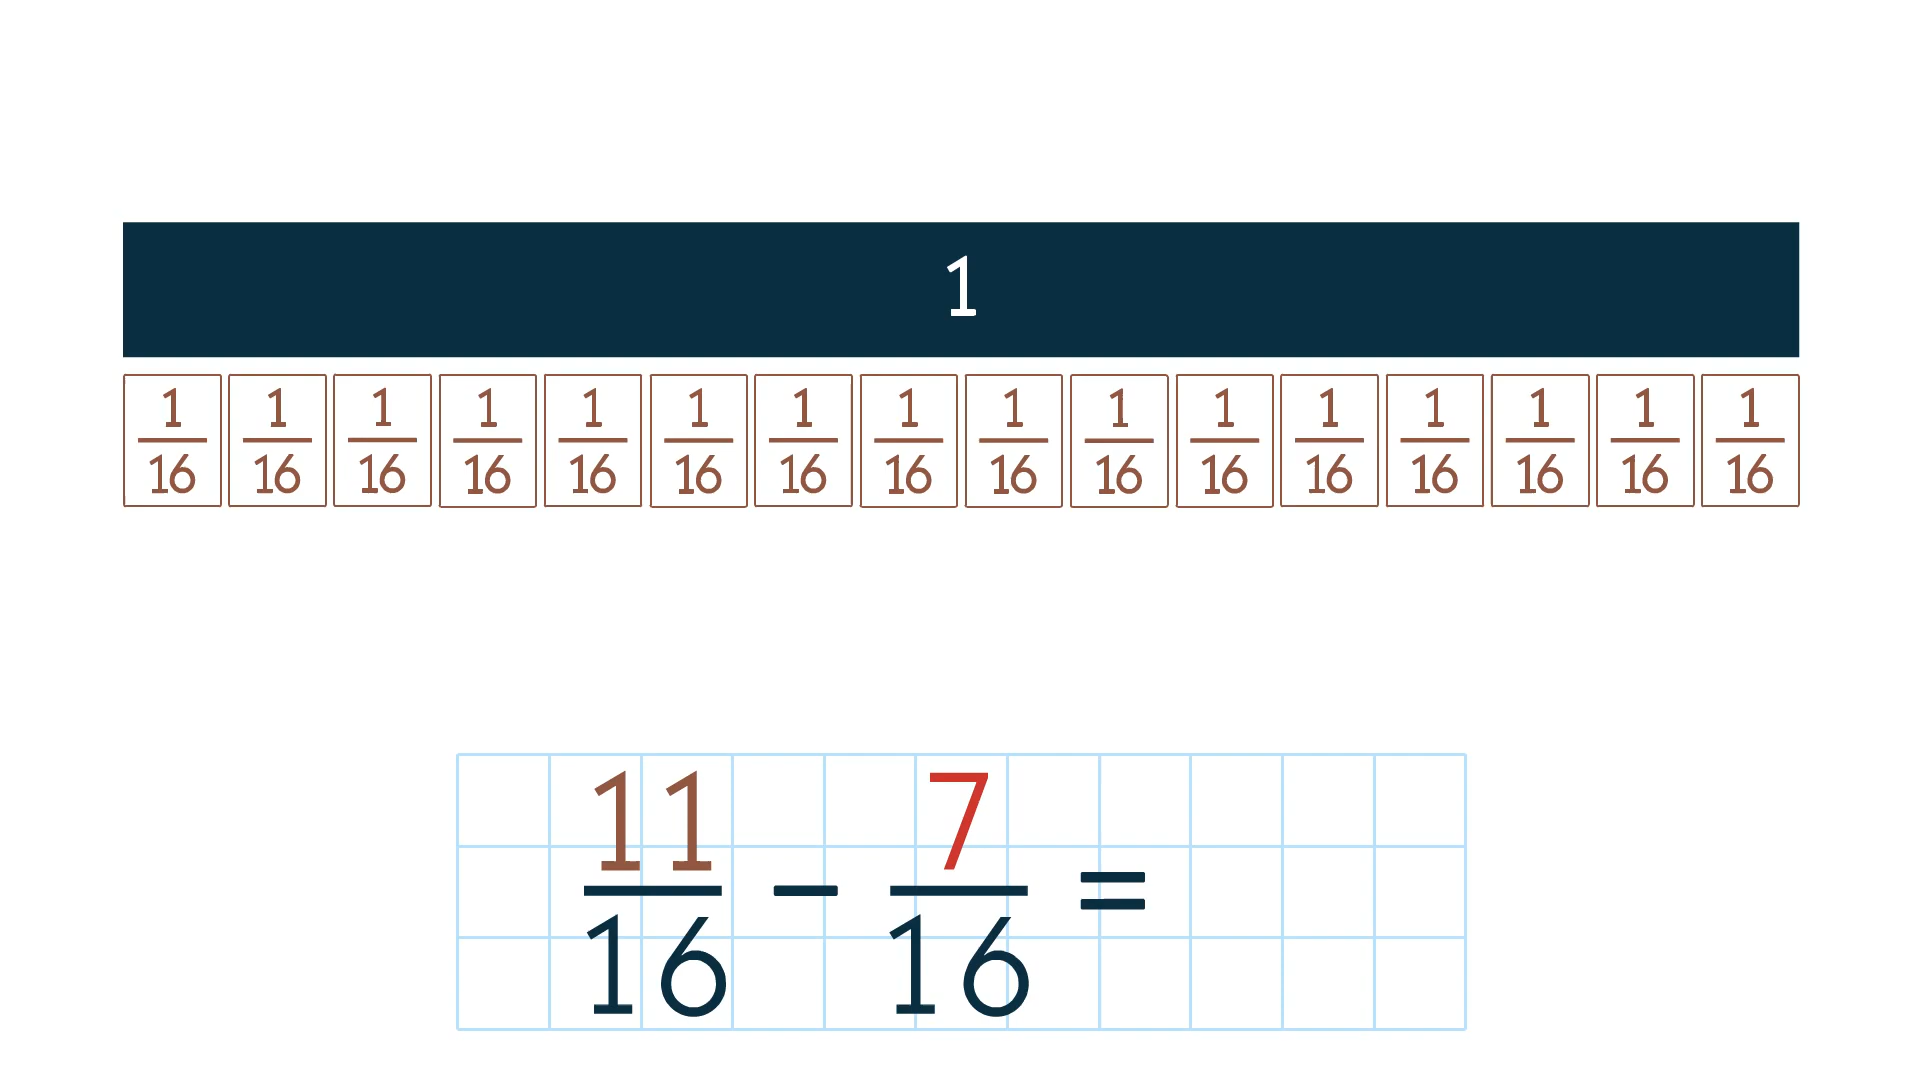 1
1 1 1 1 1 1 1 1 1 1 1 1 1 1 1 1
16 16 16 16 16 16 16 16 16 16 16 16 16 16 16 16
11 7
− =
16 16